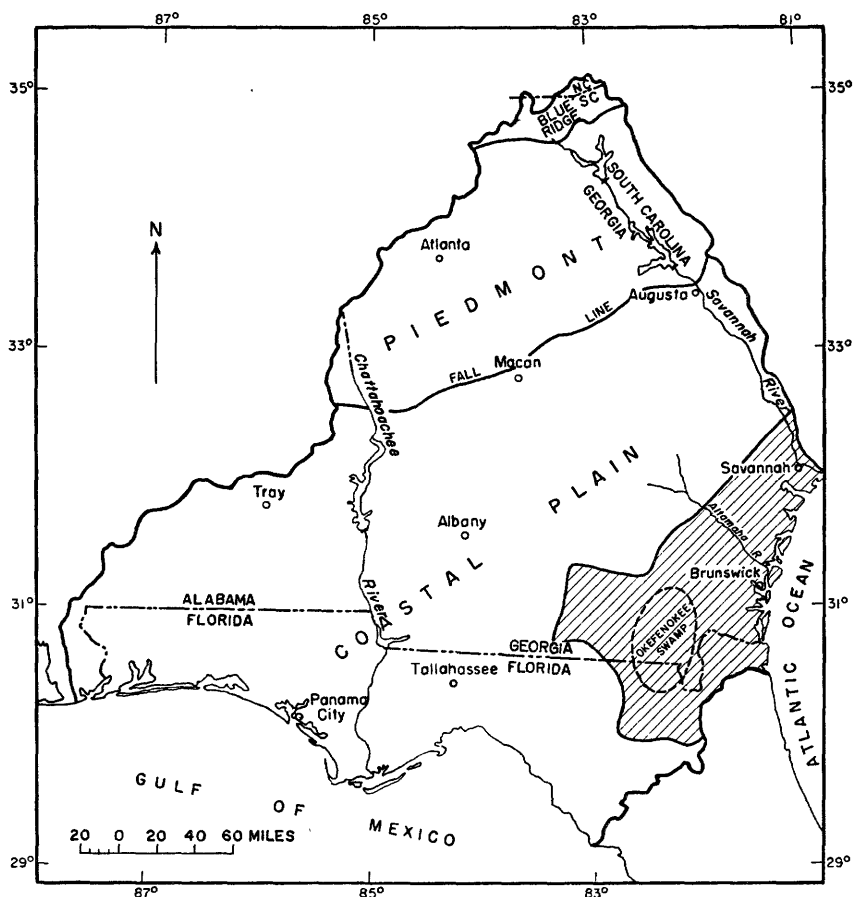 87°
85°
83°
81°
35°
35°
N.C.
BLUE SC
RIDGE
SOUTH CAROLINA
GEORGIA
N
Atlanta
PIEDMONT
Augusta
Savannah
River
LINE
33°
33°
Macan
FALL
Chattahoachee
River
Savannah
Tray
PLAIN
Altamaha R.
Albany
Brunswick
31°
31°
ALABAMA
FLORIDA
COASTAL
OKEFENOKEE
SWAMP
GEORGIA
FLORIDA
Tallahassee
ATLANTIC OCEAN
Panama
City
GULF OF MEXICO
20 0 20 40 60 MILES
29°
29°
87°
85°
83°
81°